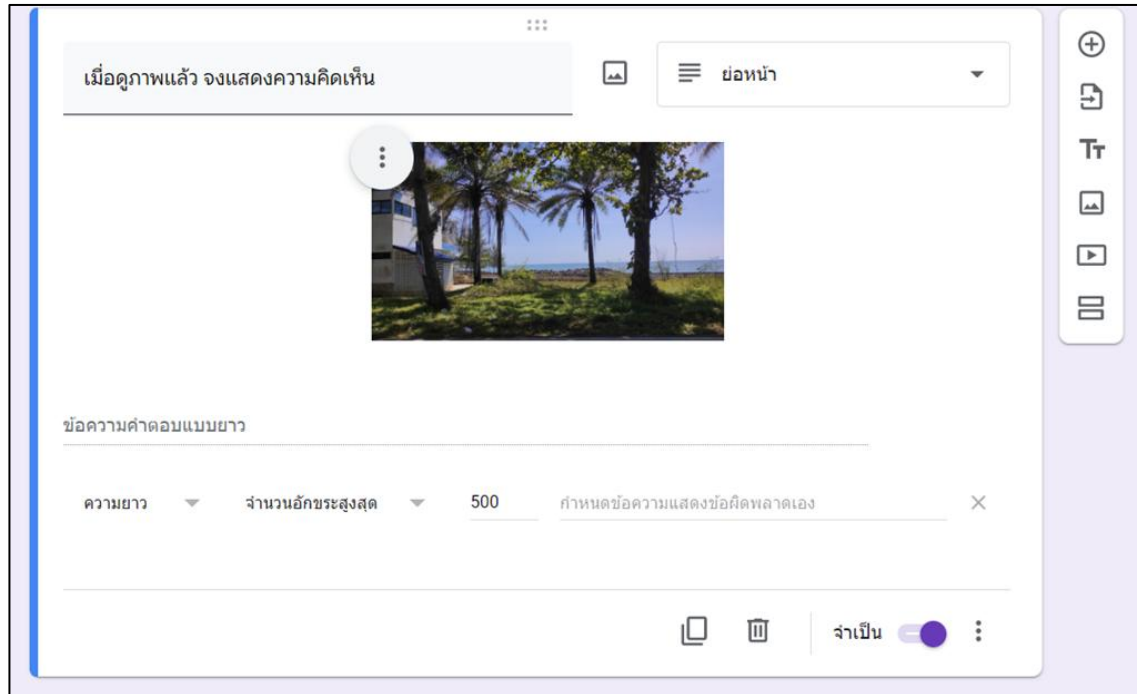 เมื่อดูภาพแล้ว จงแสดงความคิดเห็น
ย่อหน้า
Tт
ข้อความคำตอบแบบยาว
ความยาว จำนวนอักขระสูงสุด 500 กำหนดข้อความแสดงข้อผิดพลาดเอง
จำเป็น